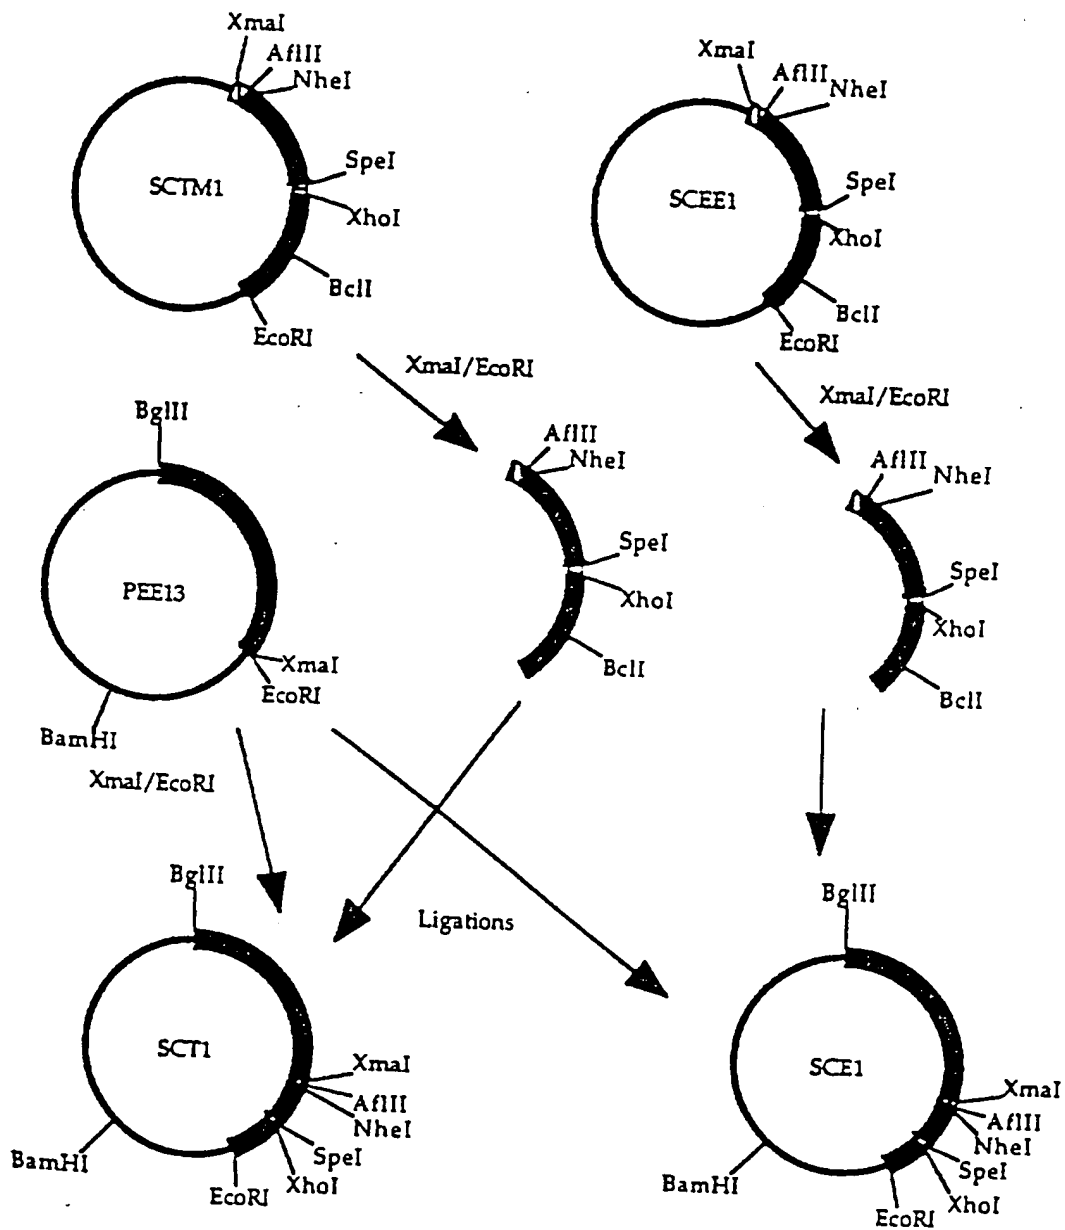 XmaI
AflII
NheI
SCTM1
SpeI
XhoI
BclI
EcoRI
XmaI
AflII
NheI
SCEE1
SpeI
XhoI
BclI
EcoRI
XmaI/EcoRI
XmaI/EcoRI
BglII
PEE13
XmaI
EcoRI
BamHI
AflII
NheI
SpeI
XhoI
BclI
AflII
NheI
SpeI
XhoI
BclI
XmaI/EcoRI
Ligations
BglII
SCT1
XmaI
AflII
NheI
SpeI
XhoI
EcoRI
BamHI
BglII
SCE1
XmaI
AflII
NheI
SpeI
XhoI
EcoRI
BamHI